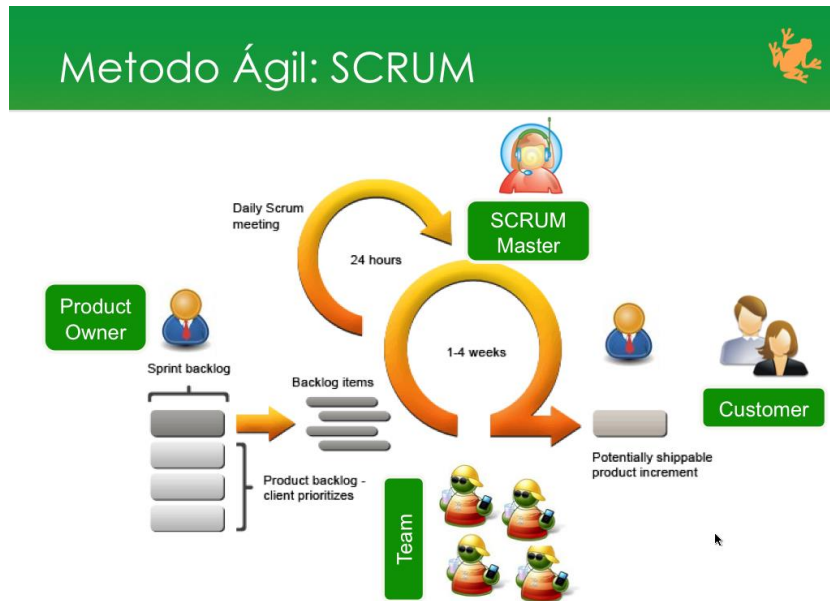 Metodo Ágil: SCRUM
Daily Scrum
meeting
24 hours
SCRUM
Master
Product
Owner
1-4 weeks
Sprint backlog
Backlog items
Customer
Product backlog -
client prioritizes
Potentially shippable
product increment
Team